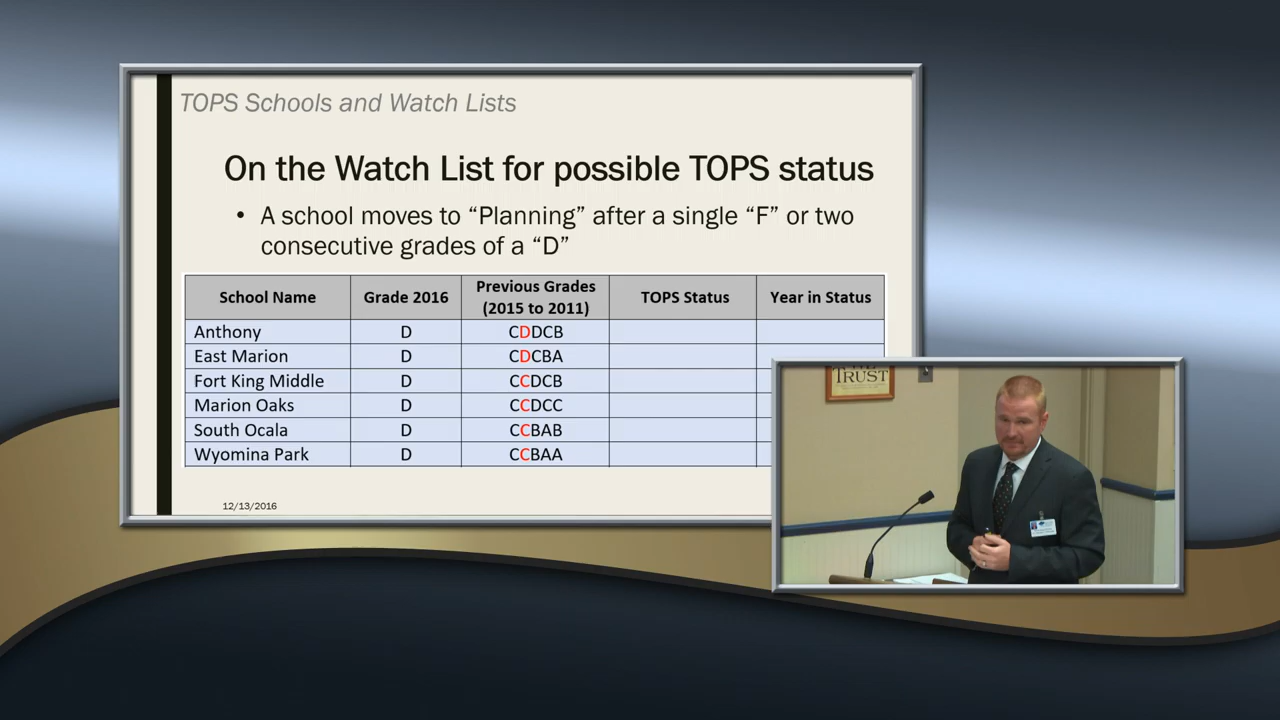 TOPS Schools and Watch Lists
On the Watch List for possible TOPS status
• A school moves to “Planning” after a single “F” or two
consecutive grades of a “D”
School Name Grade 2016 Previous Grades (2015 to 2011) TOPS Status Year in Status
Anthony D CDDCB
East Marion D CDCBA
Fort King Middle D CCDCB
Marion Oaks D CCDCC
South Ocala D CCBAB
Wyomina Park D CCBAA
12/13/2016
TRUST